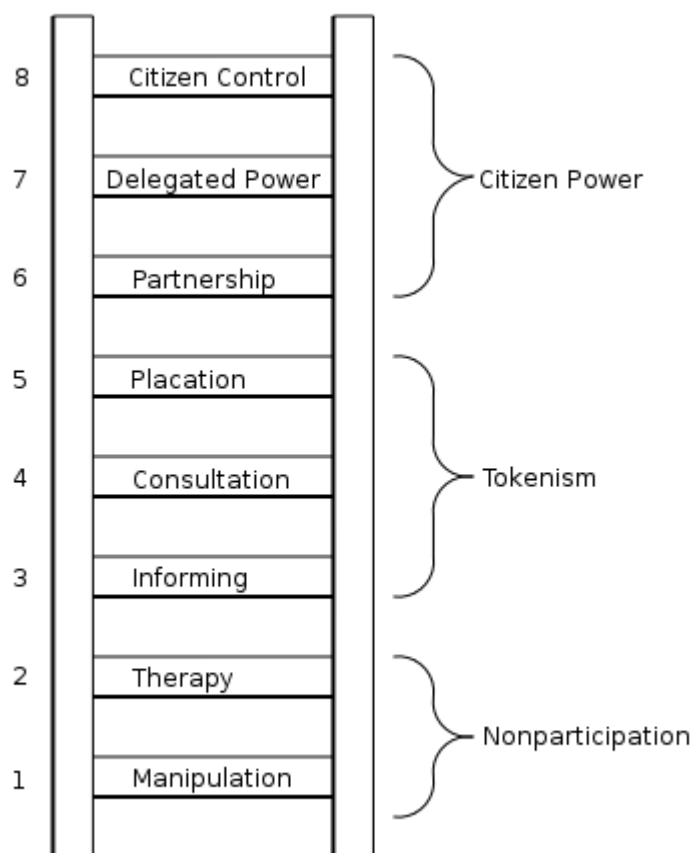 8 Citizen Control
7 Delegated Power Citizen Power
6 Partnership
5 Placation
4 Consultation Tokenism
3 Informing
2 Therapy
Nonparticipation
1 Manipulation